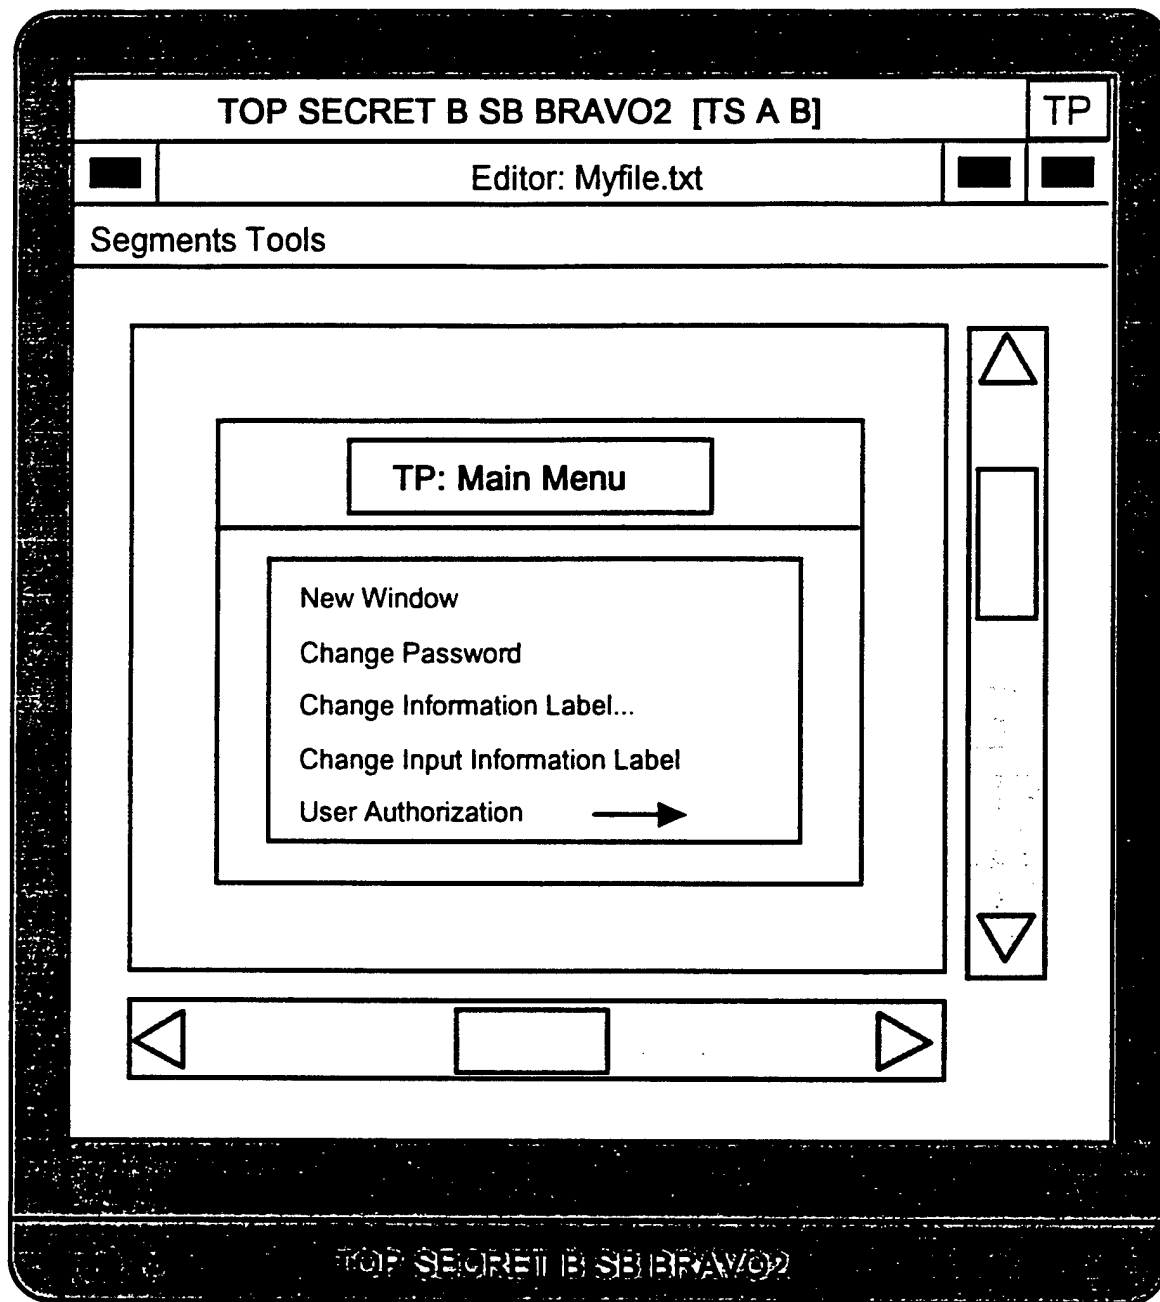 TOP SECRET B SB BRAVO2 [TS A B] TP
Editor: Myfile.txt
Segments Tools
TP: Main Menu
New Window
Change Password
Change Information Label...
Change Input Information Label
User Authorization
TOP SECRET B SB BRAVO2